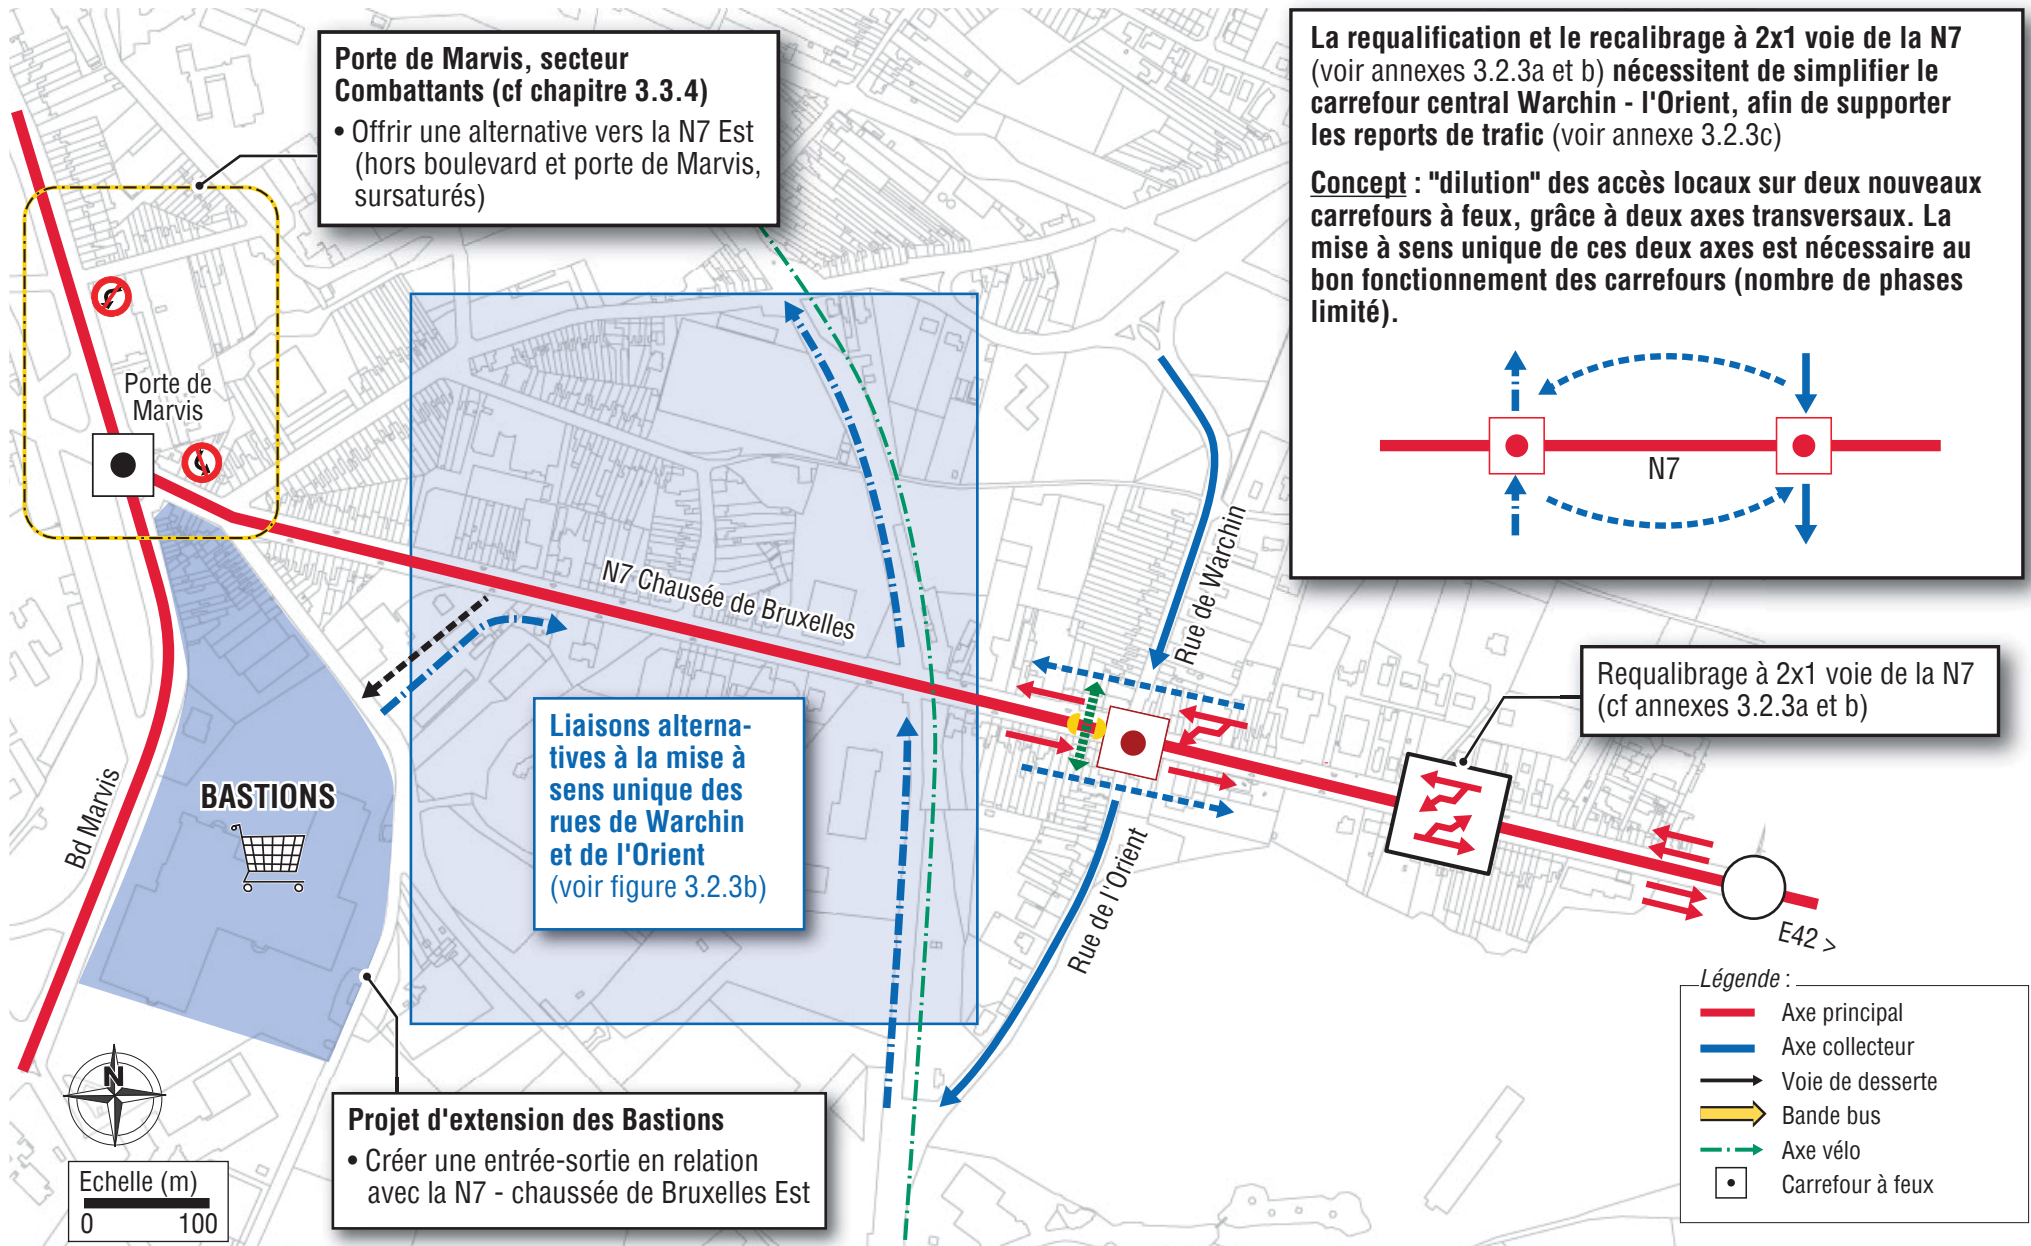 Porte de Marvis, secteur
Combattants (cf chapitre 3.3.4)
• Offrir une alternative vers la N7 Est
(hors boulevard et porte de Marvis,
sursaturés)
La requalification et le recalibrage à 2x1 voie de la N7
(voir annexes 3.2.3a et b) nécessitent de simplifier le
carrefour central Warchin - l'Orient, afin de supporter
les reports de trafic (voir annexe 3.2.3c)
Concept : "dilution" des accès locaux sur deux nouveaux
carrefours à feux, grâce à deux axes transversaux. La
mise à sens unique de ces deux axes est nécessaire au
bon fonctionnement des carrefours (nombre de phases
limité).
N7
Porte de
Marvis
N7 Chausée de Bruxelles
Rue de Warchin
Requalibrage à 2x1 voie de la N7
(cf annexes 3.2.3a et b)
Liaisons alterna-
tives à la mise à
sens unique des
rues de Warchin
et de l'Orient
(voir figure 3.2.3b)
BASTIONS
Bd Marvis
Rue de l'Orient
E42 >
Projet d'extension des Bastions
• Créer une entrée-sortie en relation
avec la N7 - chaussée de Bruxelles Est
N
Echelle (m)
0 100
Légende :
Axe principal
Axe collecteur
Voie de desserte
Bande bus
Axe vélo
Carrefour à feux